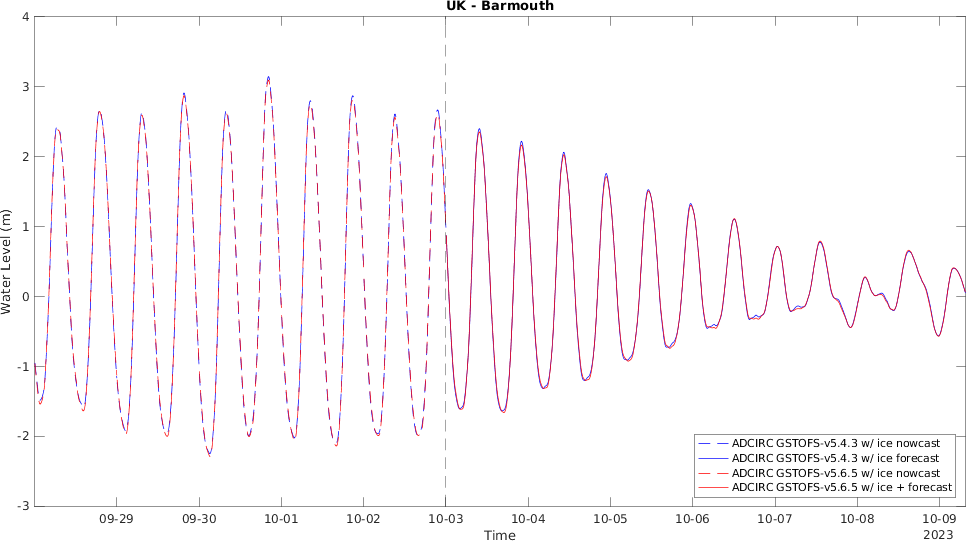 UK - Barmouth
Water Level (m)
4
3
2
1
0
-1
-2
-3
ADCIRC GSTOFS-v5.4.3 w/ ice nowcast
ADCIRC GSTOFS-v5.4.3 w/ ice forecast
ADCIRC GSTOFS-v5.6.5 w/ ice nowcast
ADCIRC GSTOFS-v5.6.5 w/ ice + forecast
09-29 09-30 10-01 10-02 10-03 10-04 10-05 10-06 10-07 10-08 10-09
2023
Time